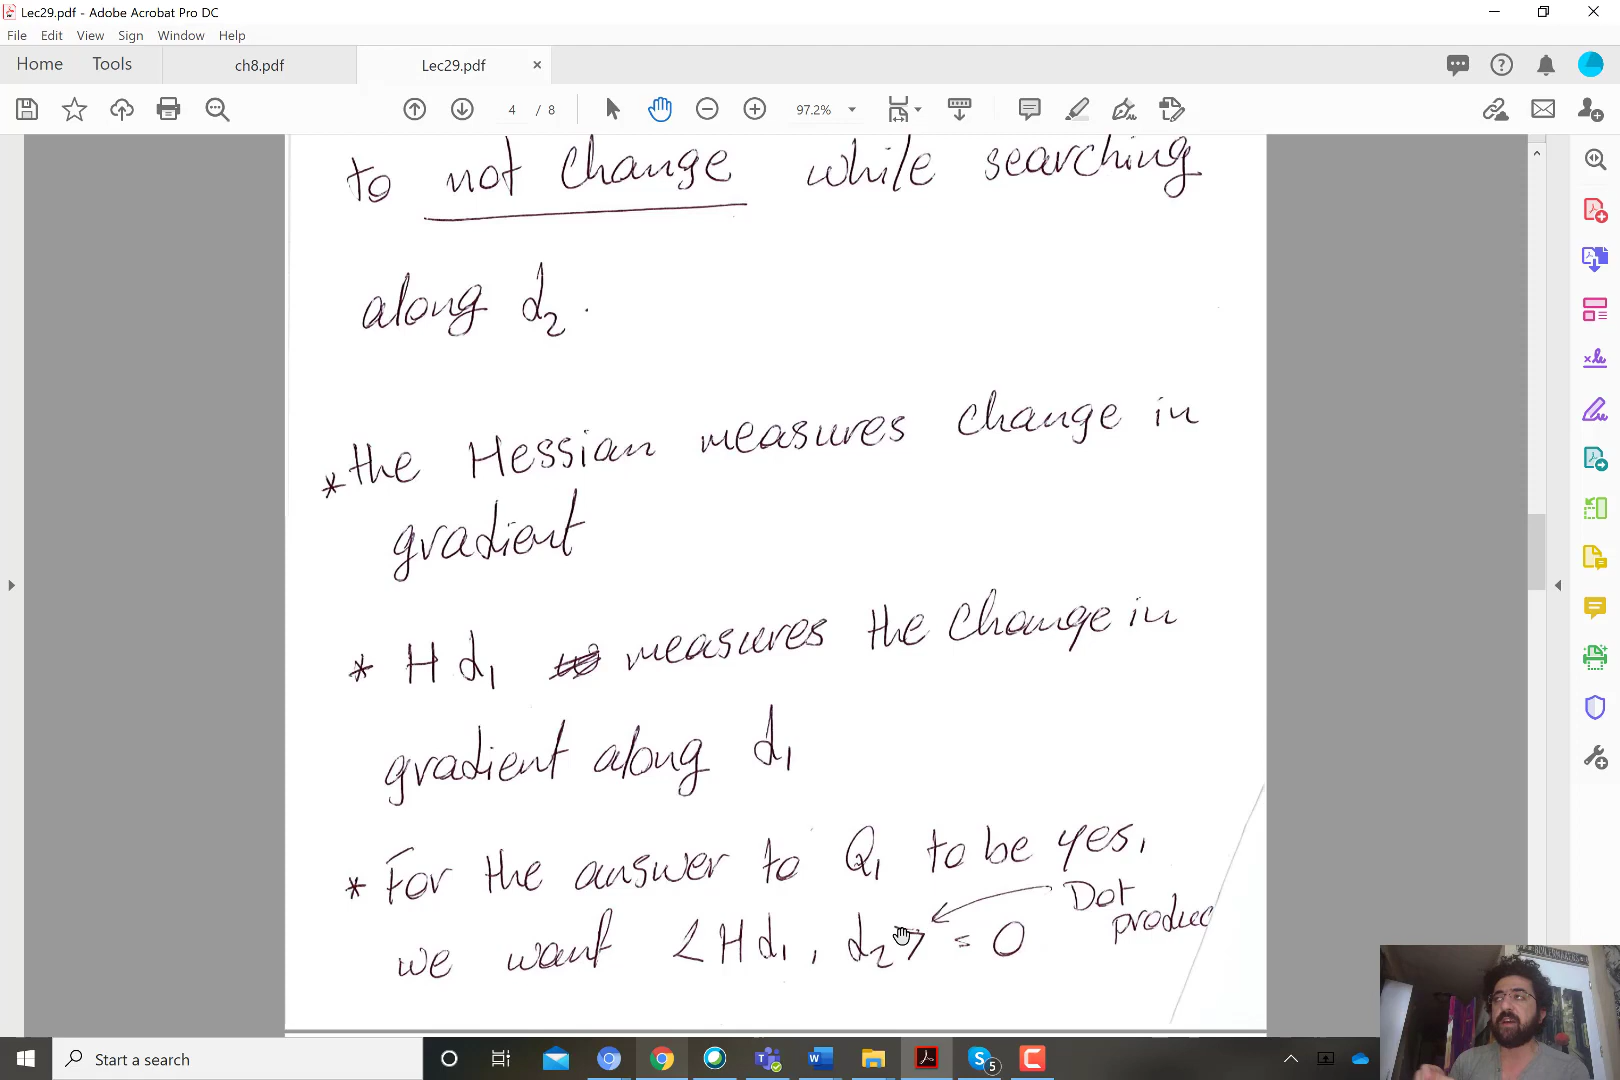 Lec29.pdf - Adobe Acrobat Pro DC
File Edit View Sign Window Help
Home Tools ch8.pdf Lec29.pdf
4 / 8 97.2%
to not change while searching
along d₂.
* the Hessian measures change in
gradient
* H d₁ measures the change in
gradient along d₁
* For the answer to Q₁ to be yes,
we want <Hd₁, d₂> = 0
Dot
produc
Start a search
5